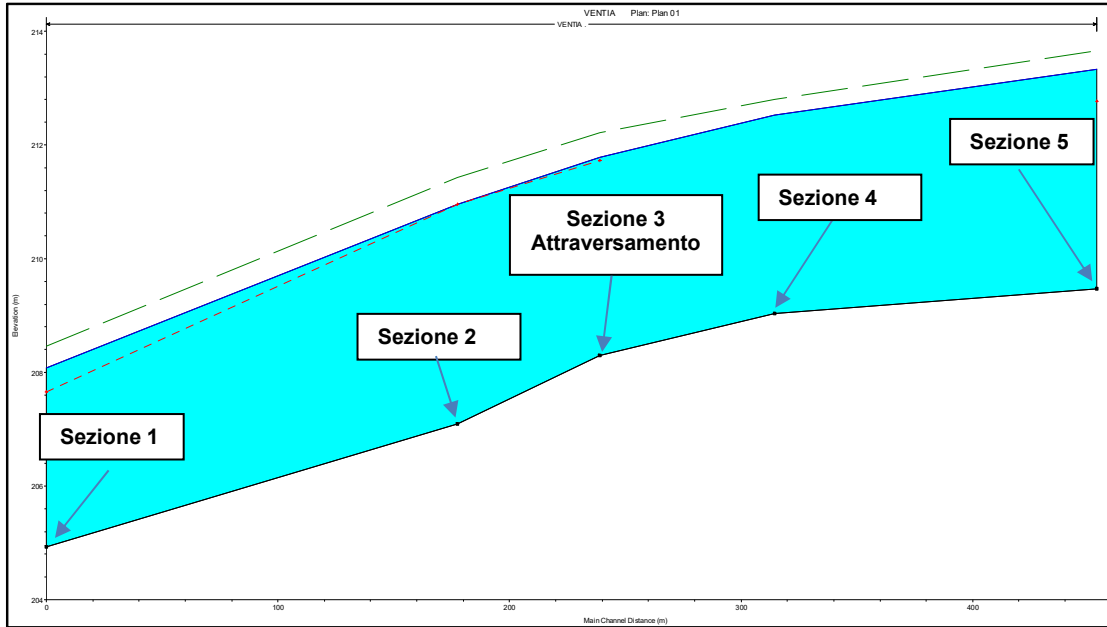 VENTIA Plan: Plan 01
VENTIA .
214
212
210
208
206
204
Elevation (m)
Sezione 5
Sezione 4
Sezione 3
Attraversamento
Sezione 2
Sezione 1
0
100
200
300
400
Main Channel Distance (m)